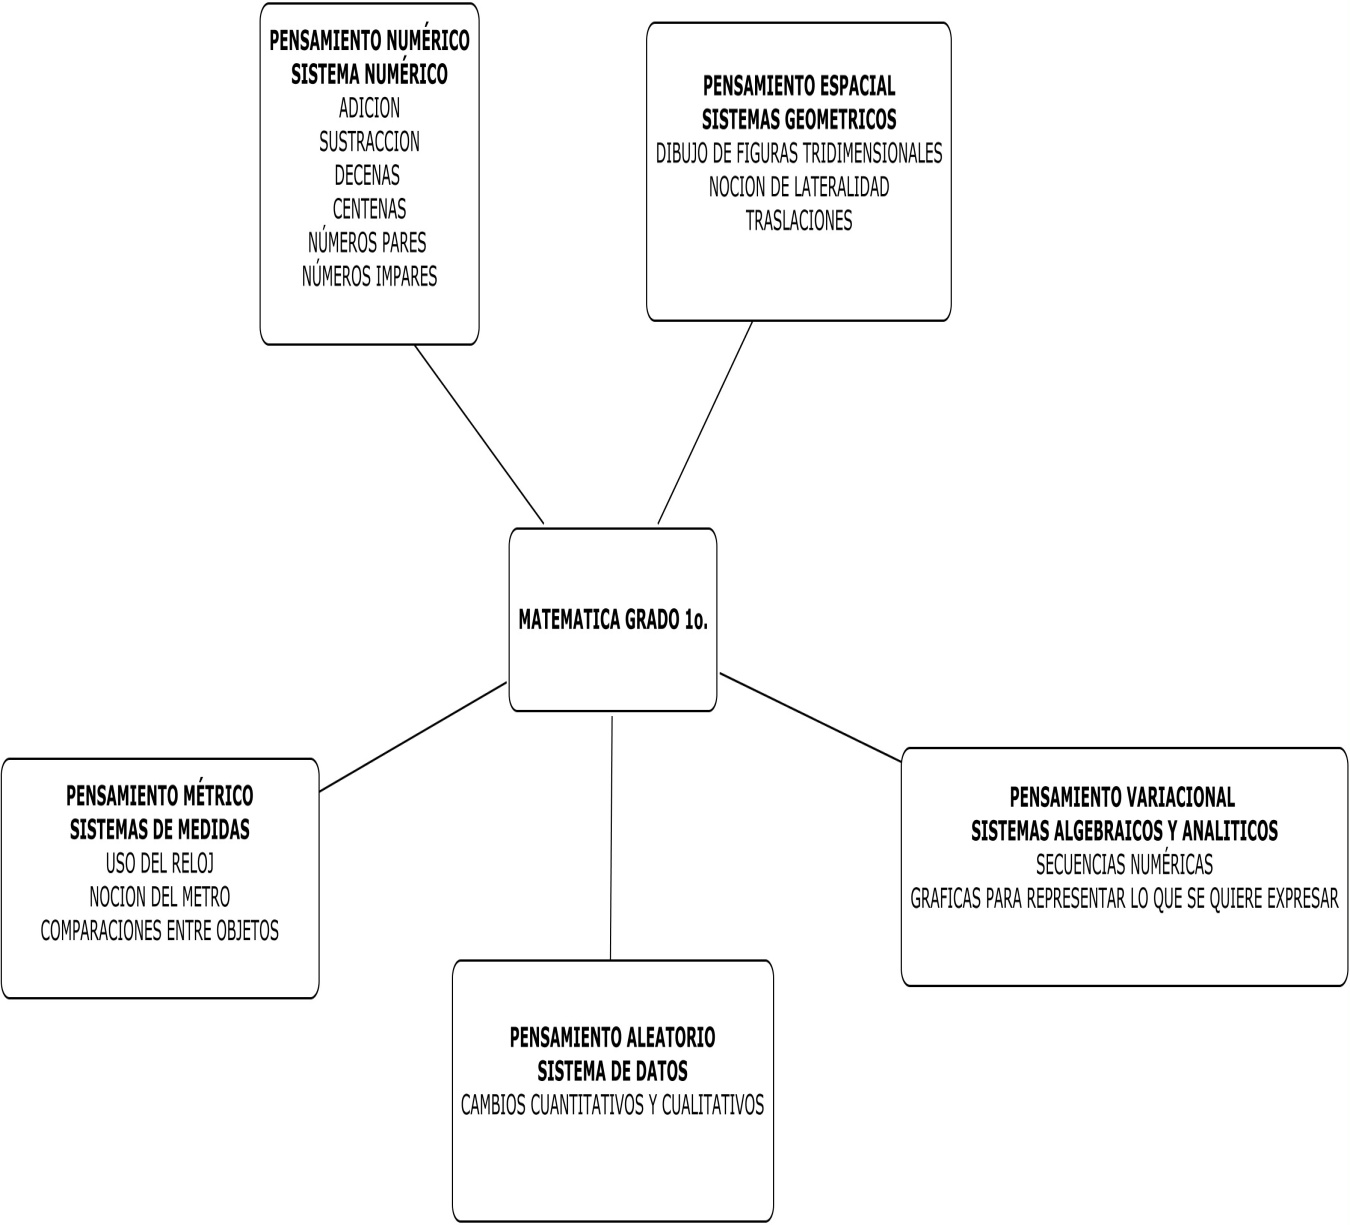 PENSAMIENTO NUMÉRICO
SISTEMA NUMÉRICO
ADICION
SUSTRACCION
DECENAS
CENTENAS
NÚMEROS PARES
NÚMEROS IMPARES
PENSAMIENTO ESPACIAL
SISTEMAS GEOMETRICOS
DIBUJO DE FIGURAS TRIDIMENSIONALES
NOCION DE LATERALIDAD
TRASLACIONES
MATEMATICA GRADO 1o.
PENSAMIENTO MÉTRICO
SISTEMAS DE MEDIDAS
USO DEL RELOJ
NOCION DEL METRO
COMPARACIONES ENTRE OBJETOS
PENSAMIENTO VARIACIONAL
SISTEMAS ALGEBRAICOS Y ANALITICOS
SECUENCIAS NUMÉRICAS
GRAFICAS PARA REPRESENTAR LO QUE SE QUIERE EXPRESAR
PENSAMIENTO ALEATORIO
SISTEMA DE DATOS
CAMBIOS CUANTITATIVOS Y CUALITATIVOS